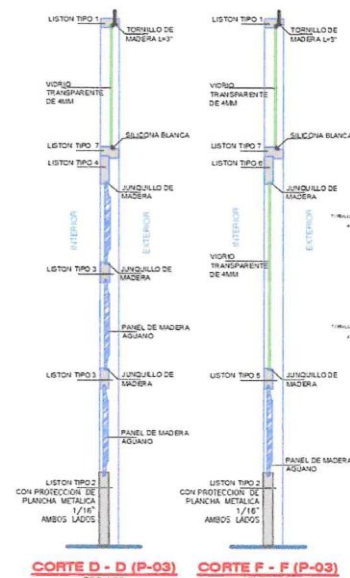 LISTON TIPO 1
TORNILLO DE
MADERA L=3"
VIDRIO
TRANSPARENTE
DE 4MM
SILICONA BLANCA
LISTON TIPO 7
LISTON TIPO 4
JUNQUILLO DE
MADERA
INTERIOR
EXTERIOR
LISTON TIPO 3
JUNQUILLO DE
MADERA
PANEL DE MADERA
AGUANO
LISTON TIPO 3
JUNQUILLO DE
MADERA
PANEL DE MADERA
AGUANO
LISTON TIPO 2
CON PROTECCION DE
PLANCHA METALICA
1/16"
AMBOS LADOS
CORTE D - D (P-03)
LISTON TIPO 1
TORNILLO DE
MADERA L=3"
VIDRIO
TRANSPARENTE
DE 4MM
SILICONA BLANCA
LISTON TIPO 7
LISTON TIPO 6
JUNQUILLO DE
MADERA
INTERIOR
EXTERIOR
VIDRIO
TRANSPARENTE
DE 4MM
LISTON TIPO 5
JUNQUILLO DE
MADERA
PANEL DE MADERA
AGUANO
LISTON TIPO 2
CON PROTECCION DE
PLANCHA METALICA
1/16"
AMBOS LADOS
CORTE F - F (P-03)